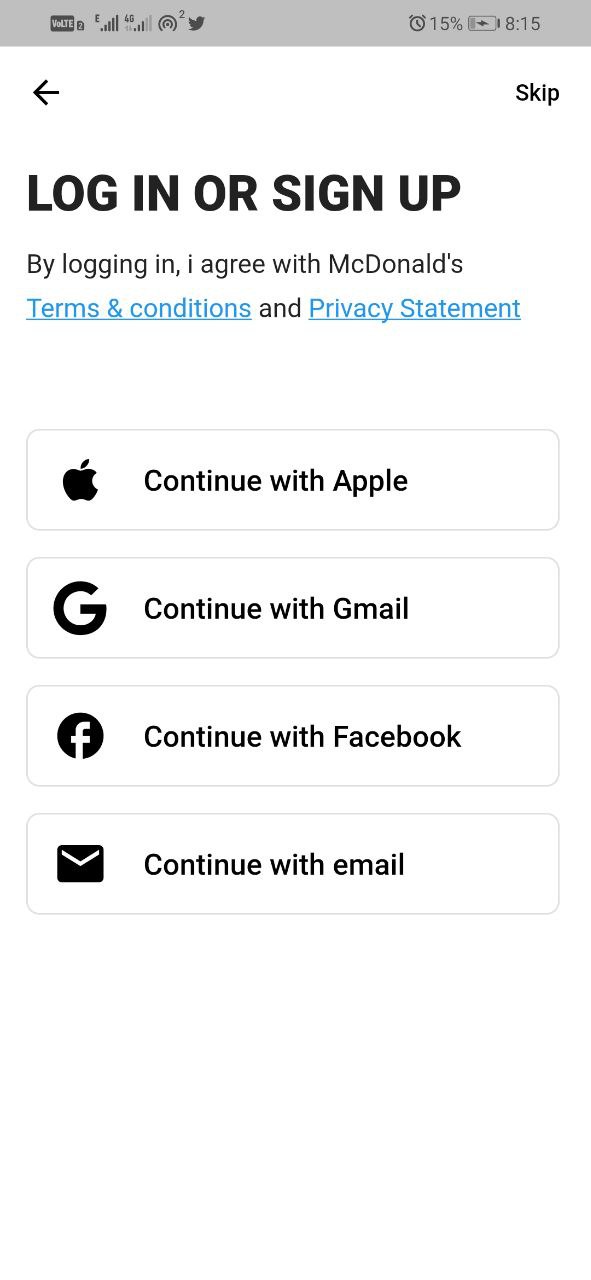 VoLTE 2 E 4G 2 15% 8:15
Skip
LOG IN OR SIGN UP
By logging in, i agree with McDonald's
Terms & conditions and Privacy Statement
Continue with Apple
Continue with Gmail
Continue with Facebook
Continue with email